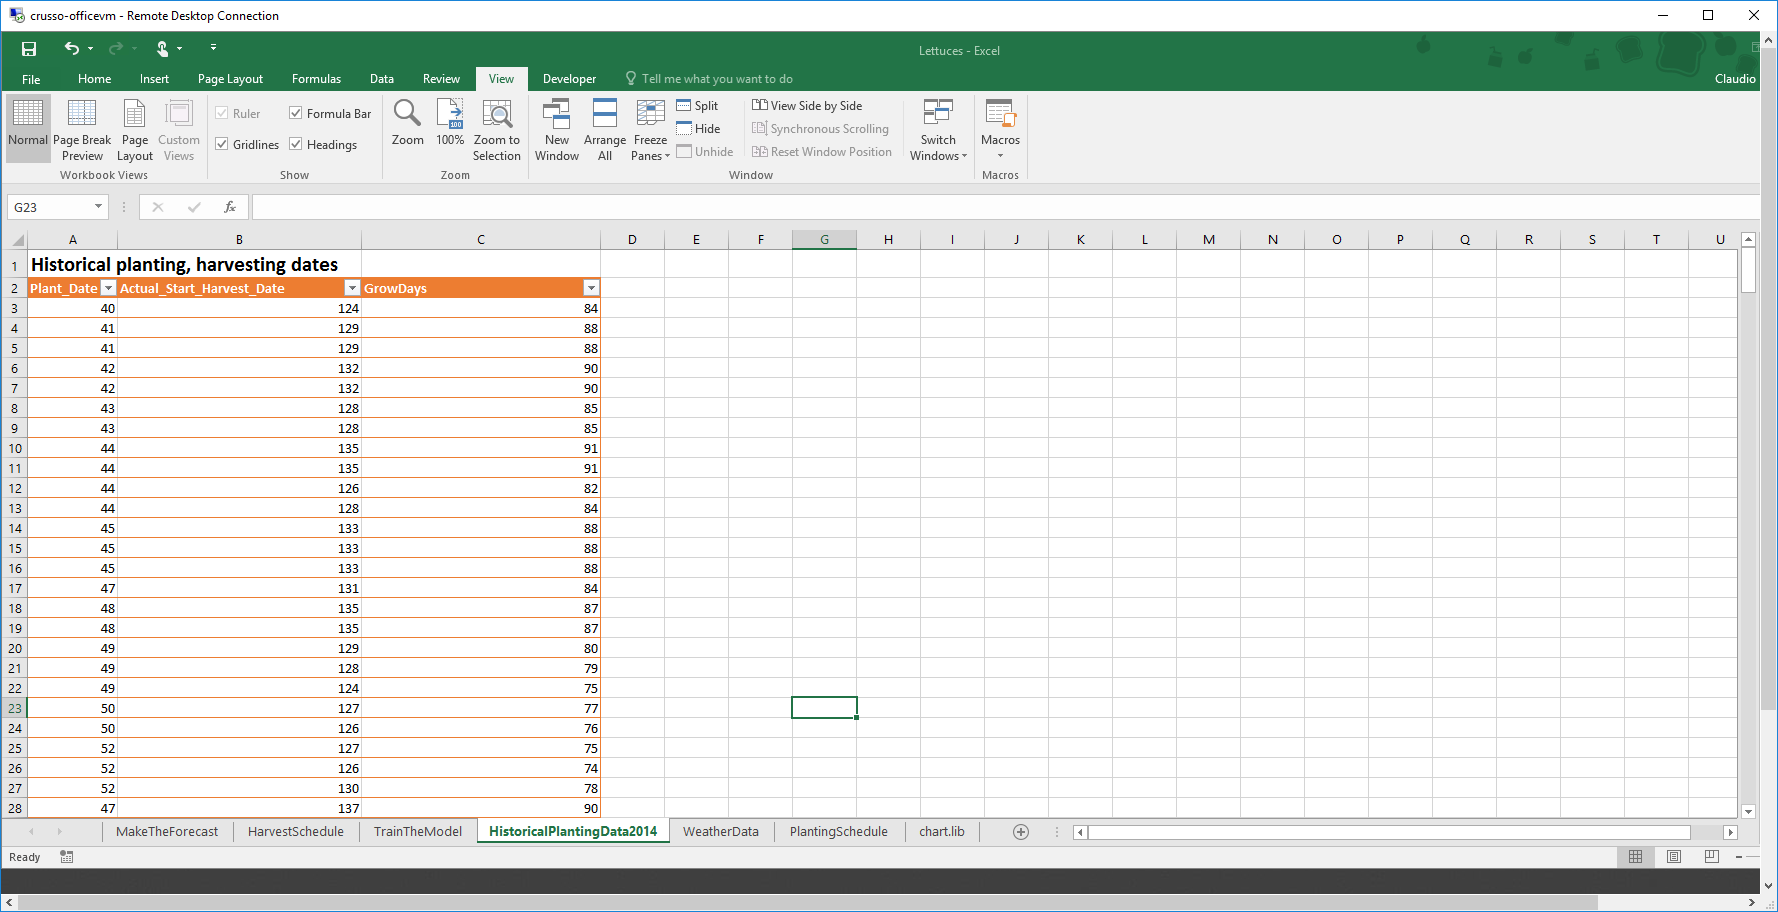 crusso-officevm - Remote Desktop Connection
Lettuces - Excel
File Home Insert Page Layout Formulas Data Review View Developer Tell me what you want to do Claudio
Normal Page Break Preview Page Layout Custom Views
Workbook Views
Ruler Formula Bar
Gridlines Headings
Show
Zoom 100% Zoom to Selection
100
Zoom
New Window Arrange All Freeze Panes
Split
Hide
Unhide
View Side by Side
Synchronous Scrolling
Reset Window Position
Switch Windows
Window
Macros
Macros
G23 fx
A B C D E F G H I J K L M N O P Q R S T U
1 Historical planting, harvesting dates
2 Plant_Date Actual_Start_Harvest_Date GrowDays
3 40 124 84
4 41 129 88
5 41 129 88
6 42 132 90
7 42 132 90
8 43 128 85
9 43 128 85
10 44 135 91
11 44 135 91
12 44 126 82
13 44 128 84
14 45 133 88
15 45 133 88
16 45 133 88
17 47 131 84
18 48 135 87
19 48 135 87
20 49 129 80
21 49 128 79
22 49 124 75
23 50 127 77
24 50 126 76
25 52 127 75
26 52 126 74
27 52 130 78
28 47 137 90
MakeTheForecast HarvestSchedule TrainTheModel HistoricalPlantingData2014 WeatherData PlantingSchedule chart.lib
Ready